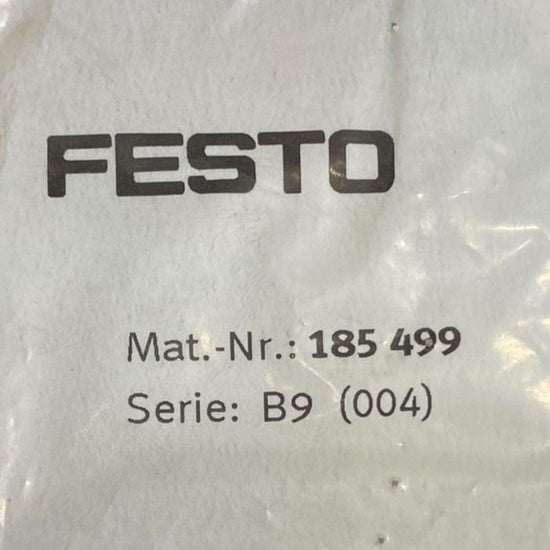 FESTO
Mat.-Nr.: 185 499
Serie: B9 (004)